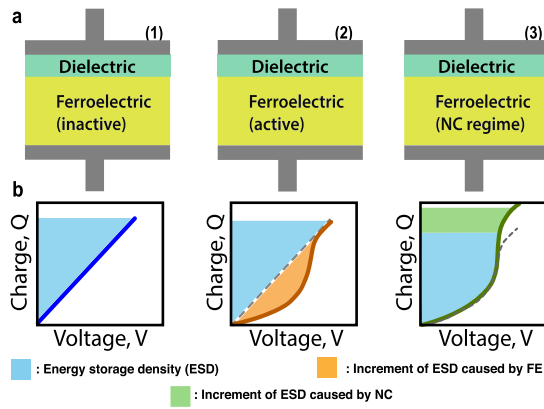 a
(1)
(2)
(3)
Dielectric
Dielectric
Dielectric
Ferroelectric
(inactive)
Ferroelectric
(active)
Ferroelectric
(NC regime)
b
Charge, Q
Voltage, V
Charge, Q
Voltage, V
Charge, Q
Voltage, V
: Energy storage density (ESD)
: Increment of ESD caused by FE
: Increment of ESD caused by NC